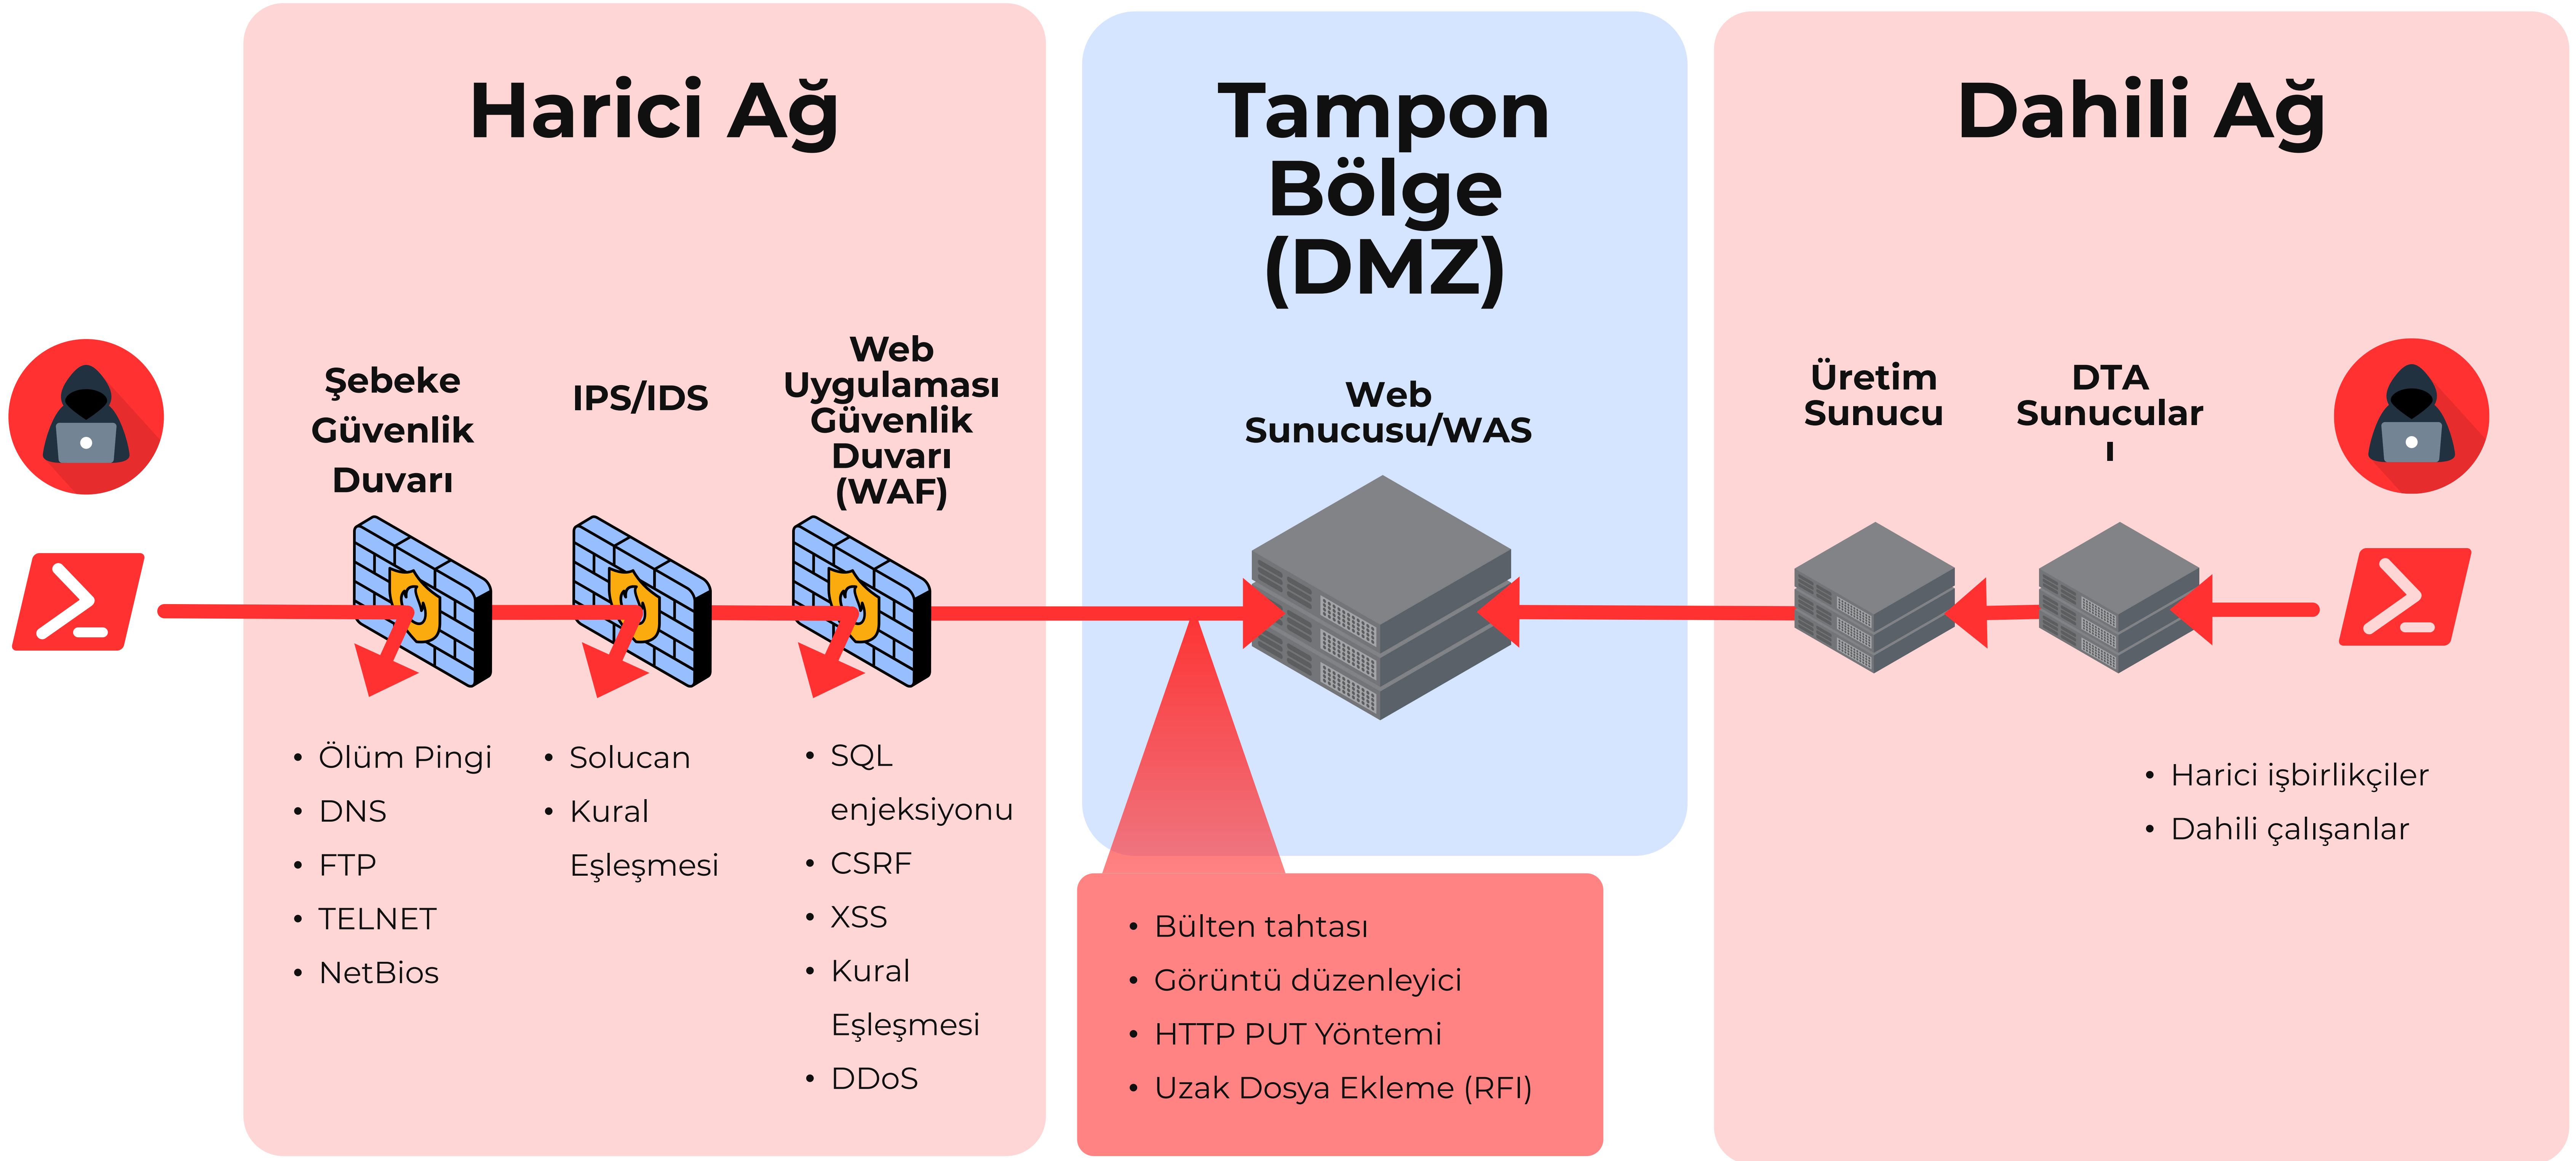 Harici Ağ
Şebeke
Güvenlik
Duvarı
IPS/IDS
Web
Uygulaması
Güvenlik
Duvarı
(WAF)
• Ölüm Pingi
• DNS
• FTP
• TELNET
• NetBios
• Solucan
• Kural
Eşleşmesi
• SQL
enjeksiyonu
• CSRF
• XSS
• Kural
Eşleşmesi
• DDoS
Tampon
Bölge
(DMZ)
Web
Sunucusu/WAS
• Bülten tahtası
• Görüntü düzenleyici
• HTTP PUT Yöntemi
• Uzak Dosya Ekleme (RFI)
Dahili Ağ
Üretim
Sunucu
DTA
Sunucular
ı
• Harici işbirlikçiler
• Dahili çalışanlar